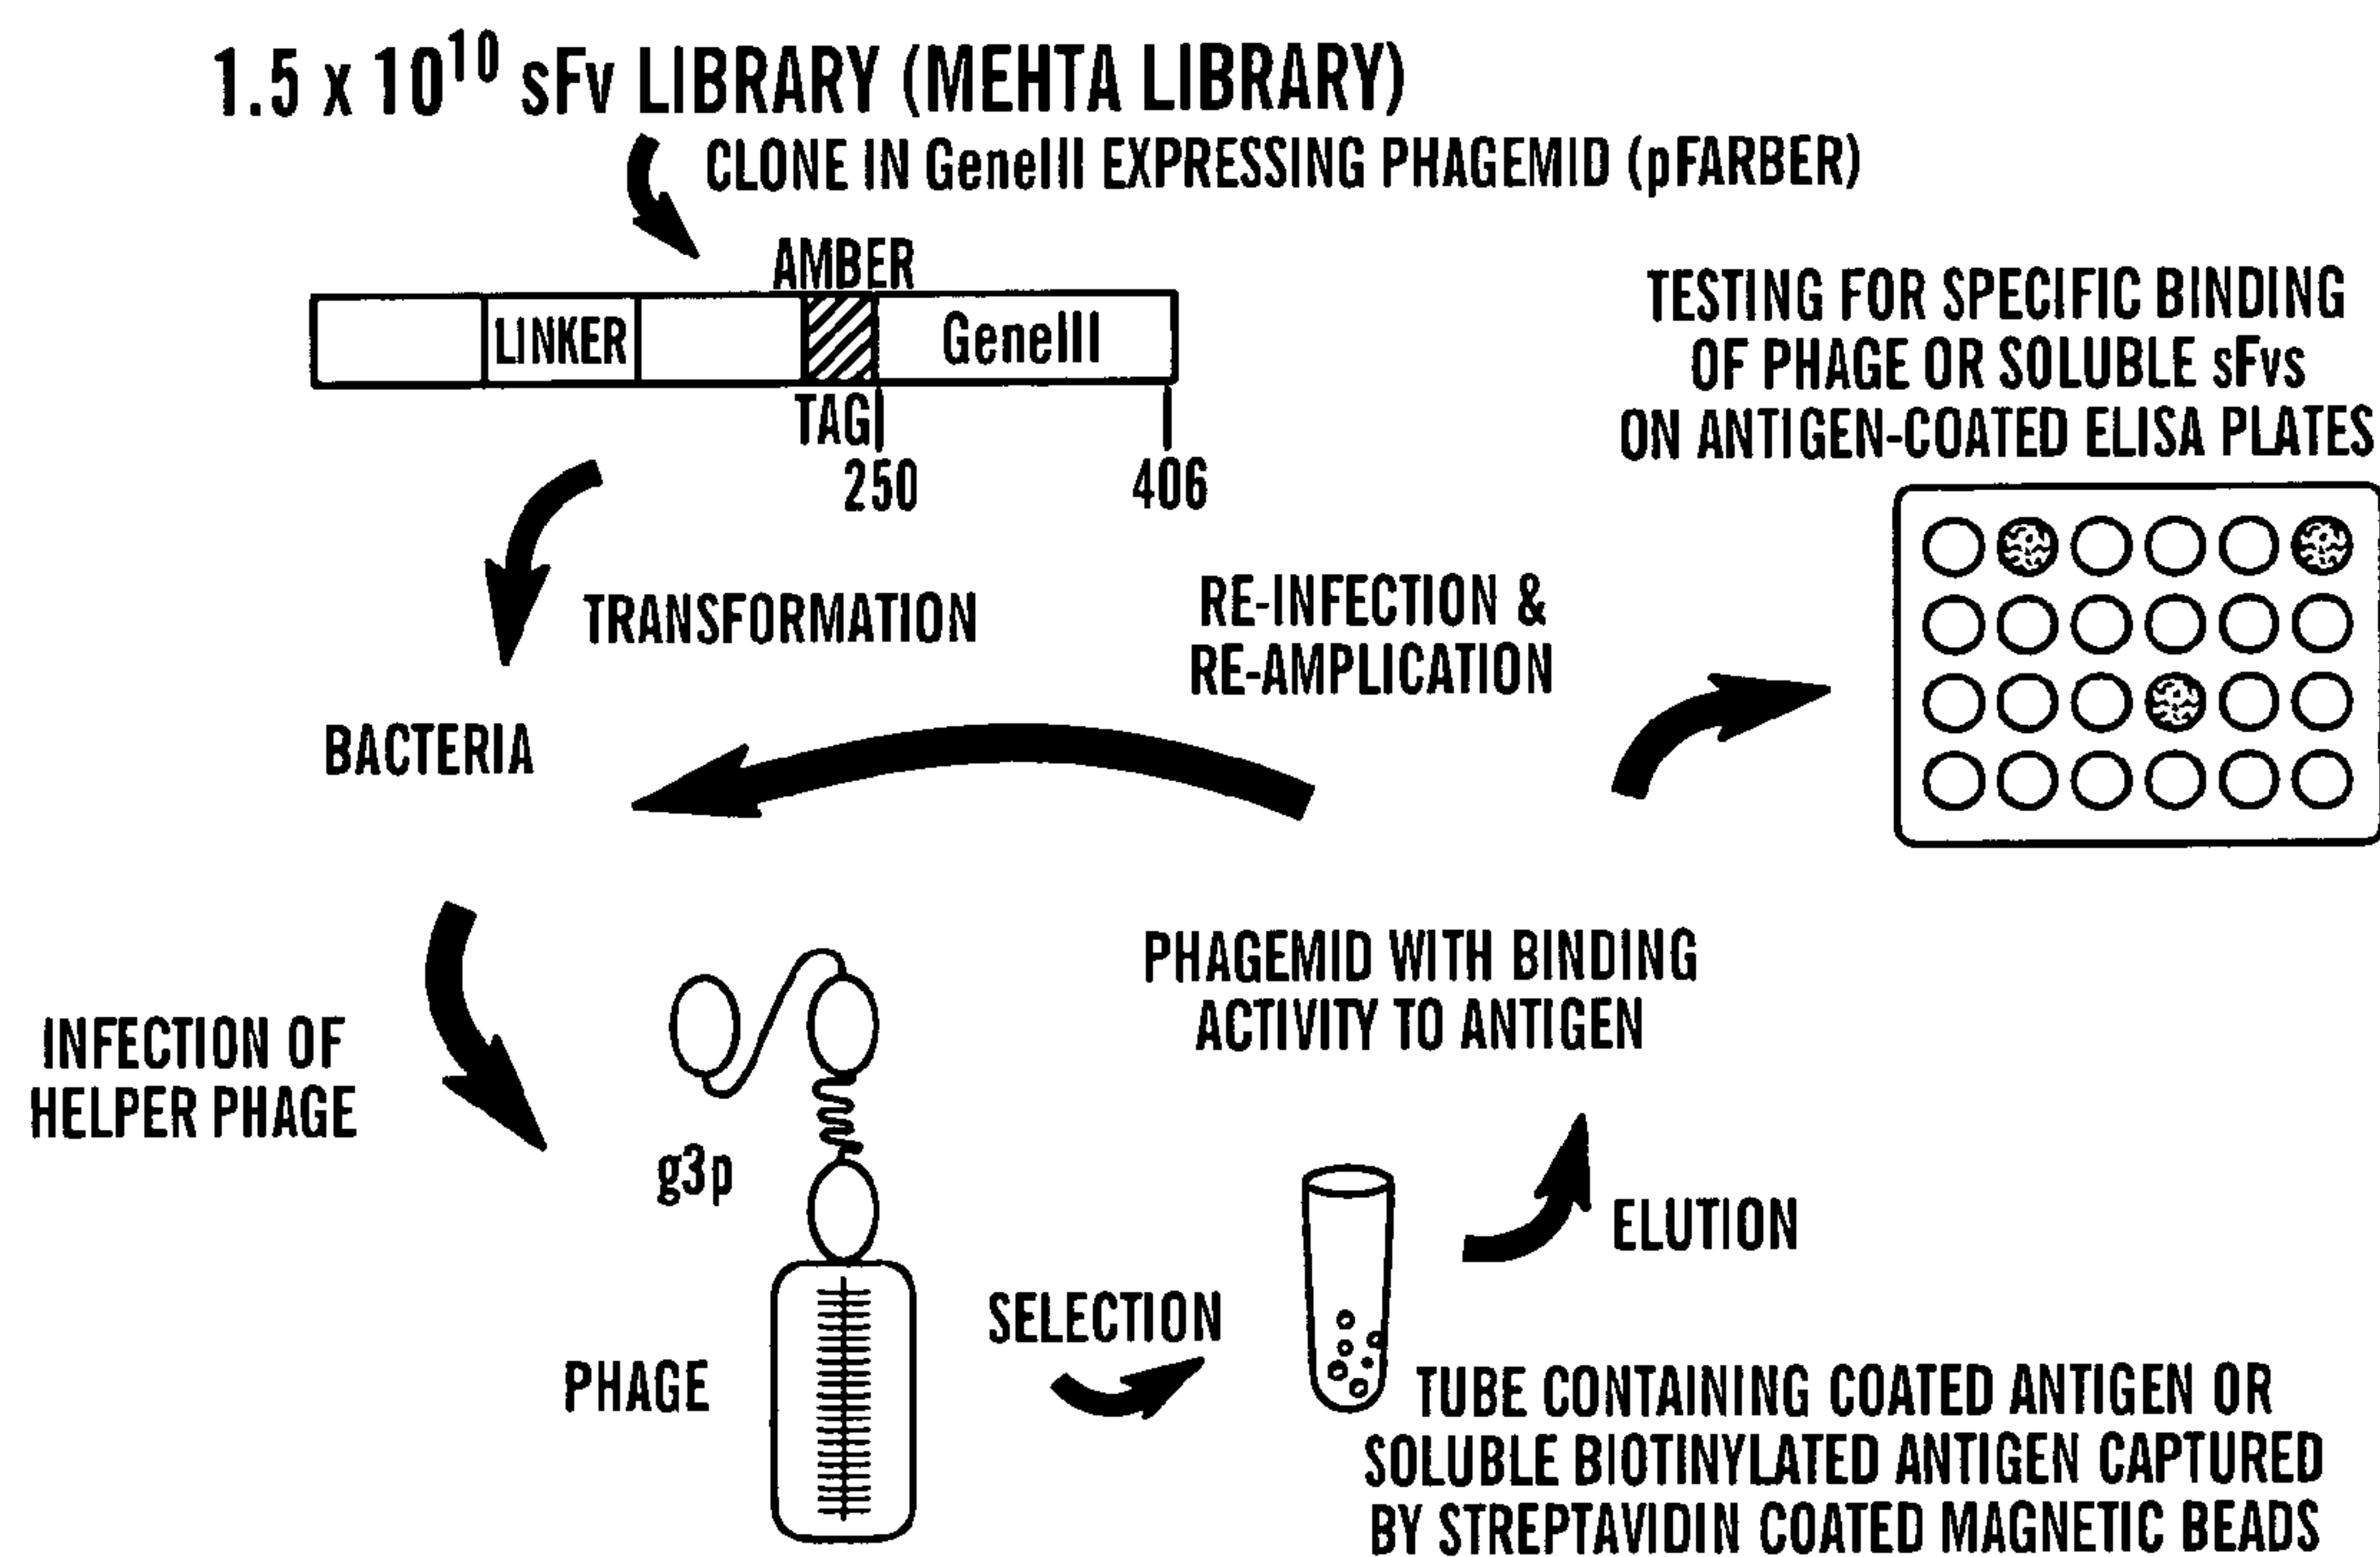 1.5 x 10¹⁰ sFv LIBRARY (MEHTA LIBRARY)
CLONE IN GeneIII EXPRESSING PHAGEMID (pFARBER)
AMBER
LINKER
GeneIII
TAG
250
406
TESTING FOR SPECIFIC BINDING
OF PHAGE OR SOLUBLE sFvs
ON ANTIGEN-COATED ELISA PLATES
TRANSFORMATION
RE-INFECTION &
RE-AMPLICATION
BACTERIA
INFECTION OF
HELPER PHAGE
g3p
PHAGEMID WITH BINDING
ACTIVITY TO ANTIGEN
ELUTION
SELECTION
PHAGE
TUBE CONTAINING COATED ANTIGEN OR
SOLUBLE BIOTINYLATED ANTIGEN CAPTURED
BY STREPTAVIDIN COATED MAGNETIC BEADS